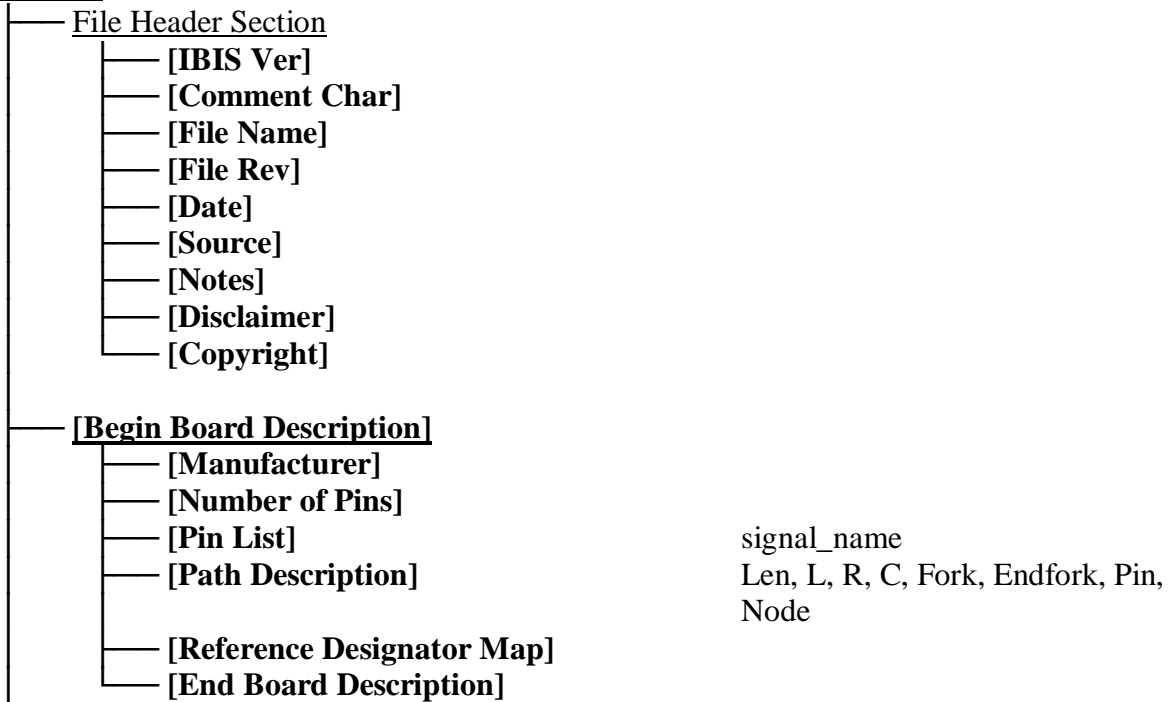 File Header Section
[IBIS Ver]
[Comment Char]
[File Name]
[File Rev]
[Date]
[Source]
[Notes]
[Disclaimer]
[Copyright]
[Begin Board Description]
[Manufacturer]
[Number of Pins]
[Pin List] signal_name
[Path Description] Len, L, R, C, Fork, Endfork, Pin,
Node
[Reference Designator Map]
[End Board Description]